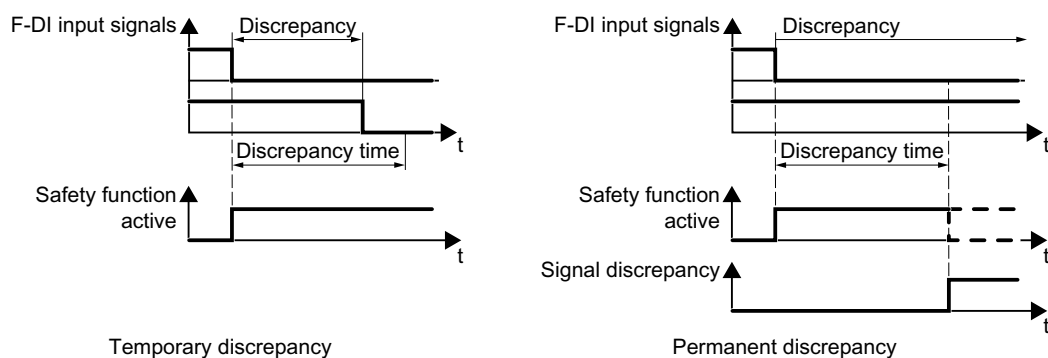 F-DI input signals
Discrepancy
t
Discrepancy time
Safety function
active
t
Temporary discrepancy
F-DI input signals
Discrepancy
t
Discrepancy time
Safety function
active
t
Signal discrepancy
t
Permanent discrepancy